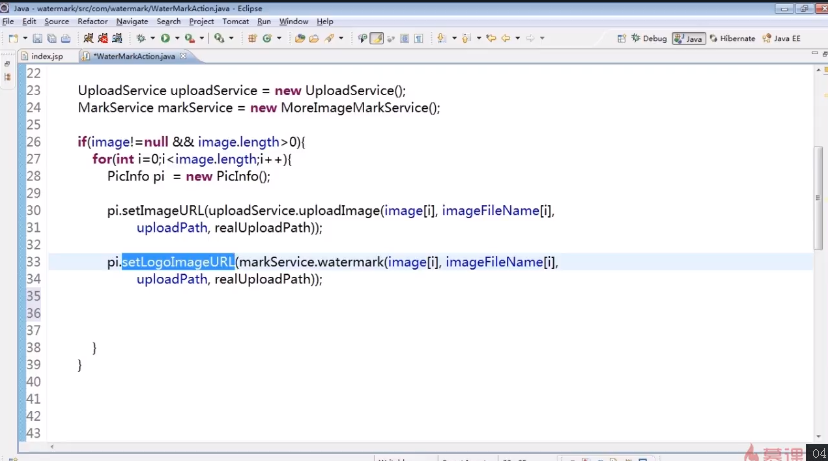 Java - watermark/src/com/watermark/WaterMarkAction.java - Eclipse
File Edit Source Refactor Navigate Search Project Tomcat Run Window Help
Debug Java Hibernate Java EE
index.jsp *WaterMarkAction.java
22
23 UploadService uploadService = new UploadService();
24 MarkService markService = new MoreImageMarkService();
25
26 if(image!=null && image.length>0){
27 for(int i=0;i<image.length;i++){
28 PicInfo pi = new PicInfo();
29
30 pi.setImageURL(uploadService.uploadImage(image[i], imageFileName[i],
31 uploadPath, realUploadPath));
32
33 pi.setLogoImageURL(markService.watermark(image[i], imageFileName[i],
34 uploadPath, realUploadPath));
35
36
37
38 }
39 }
40
41
42
43
04